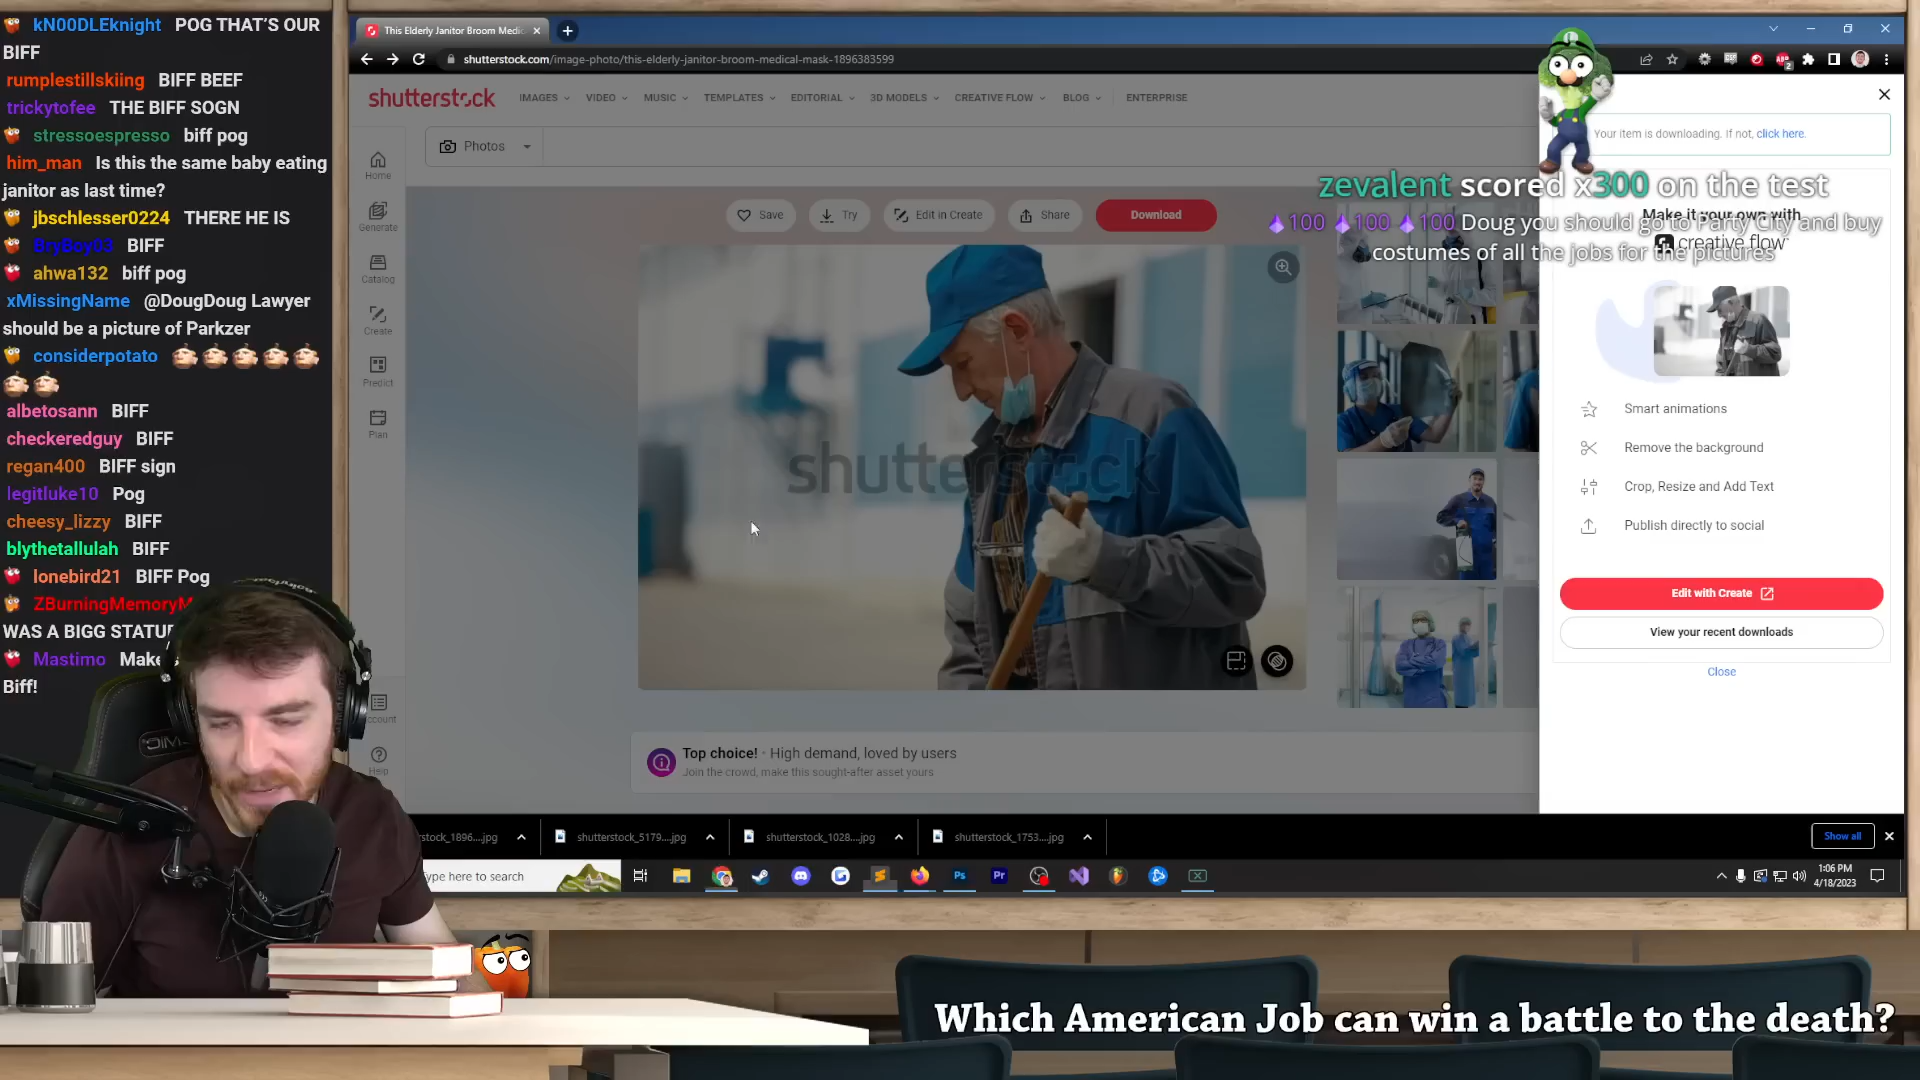 kN00DLEknight POG THAT'S OUR
BIFF
rumplestillskiing BIFF BEEF
trickytofee THE BIFF SOGN
stressoespresso biff pog
him_man Is this the same baby eating
janitor as last time?
jbschlesser0224 THERE HE IS
BryBoy03 BIFF
ahwa132 biff pog
xMissingName @DougDoug Lawyer
should be a picture of Parkzer
considerpotato
albetosann BIFF
checkeredguy BIFF
regan400 BIFF sign
legitluke10 Pog
cheesy_lizzy BIFF
blythetallulah BIFF
lonebird21 BIFF Pog
ZBurningMemoryM
WAS A BIGG STATUE
Mastimo Make
Biff!
This Elderly Janitor Broom Medic
shutterstock.com/image-photo/this-elderly-janitor-broom-medical-mask-1896383599
shutterstock
IMAGES
VIDEO
MUSIC
TEMPLATES
EDITORIAL
3D MODELS
CREATIVE FLOW
BLOG
ENTERPRISE
Photos
Home
Generate
Catalog
Create
Predict
Plan
ccount
Help
Save
Try
Edit in Create
Share
Download
shutterstock
Top choice! · High demand, loved by users
Join the crowd, make this sought-after asset yours
Your item is downloading. If not, click here.
zevalent scored x300 on the test
100 100 100 Doug you should go to Party City and buy
costumes of all the jobs for the pictures
Make it your own with
creative flow
Smart animations
Remove the background
Crop, Resize and Add Text
Publish directly to social
Edit with Create
View your recent downloads
Close
stock_1896....jpg
shutterstock_5179....jpg
shutterstock_1028....jpg
shutterstock_1753....jpg
Show all
ype here to search
Ps
Pr
1:06 PM
4/18/2023
Which American Job can win a battle to the death?